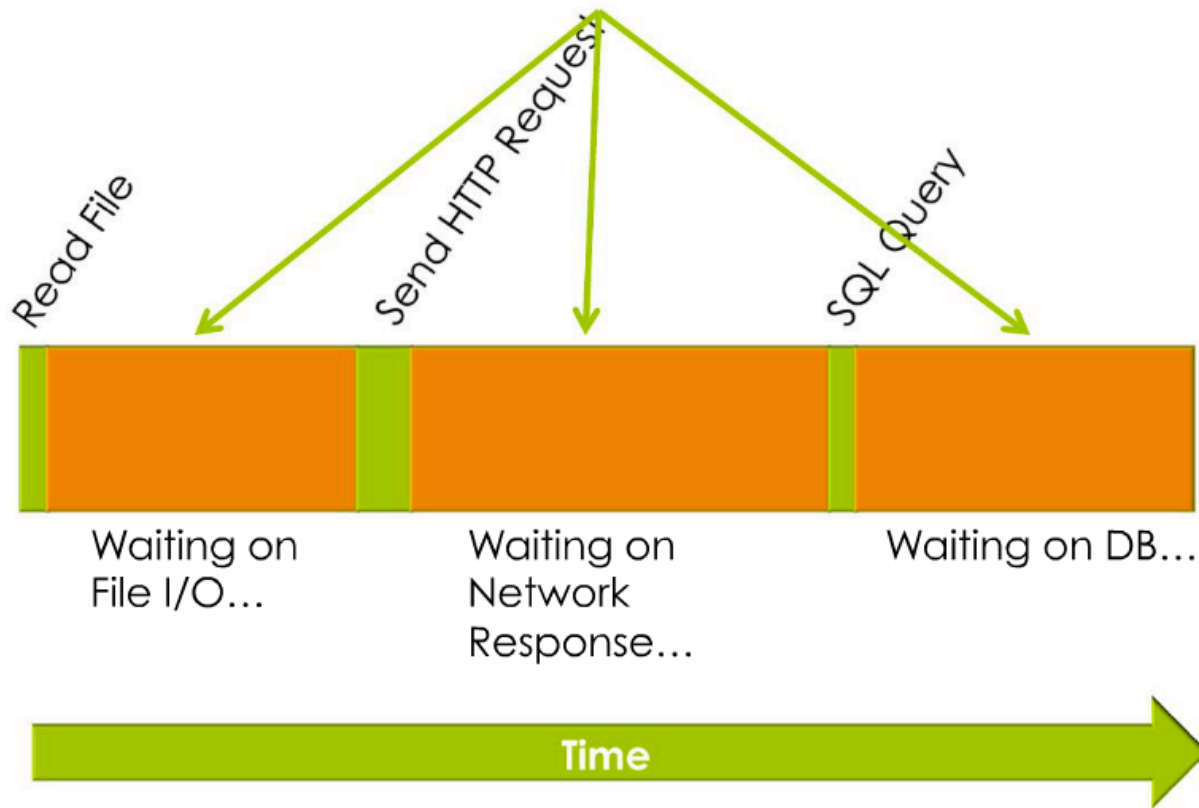 Read File
Send HTTP Request
SQL Query
Waiting on
File I/O…
Waiting on
Network
Response…
Waiting on DB…
Time